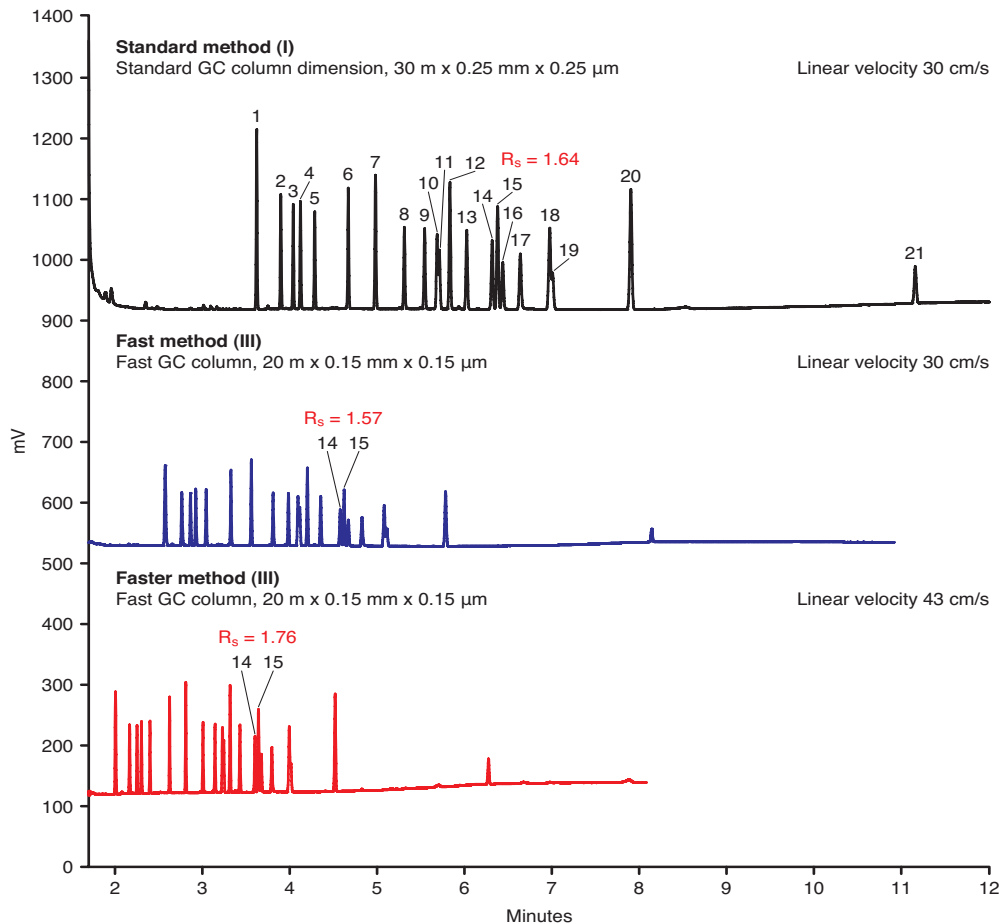 1400
1300
1200
1100
1000
900
800
700
600
500
400
300
200
100
0
mV
Standard method (I)
Standard GC column dimension, 30 m x 0.25 mm x 0.25 µm
Linear velocity 30 cm/s
1
2
3
4
5
6
7
8
9
10
11
12
13
14
Rs = 1.64
15
16
17
18
19
20
21
Fast method (III)
Fast GC column, 20 m x 0.15 mm x 0.15 µm
Linear velocity 30 cm/s
Rs = 1.57
14 15
Faster method (III)
Fast GC column, 20 m x 0.15 mm x 0.15 µm
Linear velocity 43 cm/s
Rs = 1.76
14 15
2 3 4 5 6 7 8 9 10 11 12
Minutes